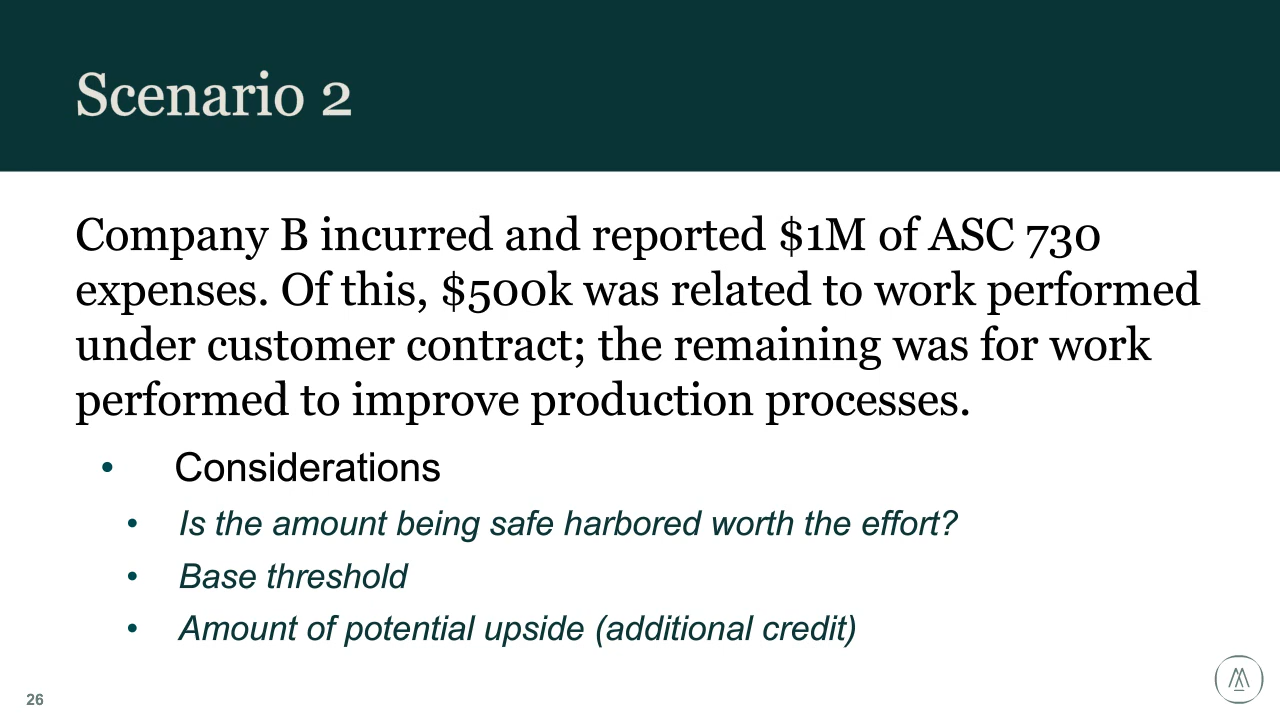 Scenario 2
Company B incurred and reported $1M of ASC 730
expenses. Of this, $500k was related to work performed
under customer contract; the remaining was for work
performed to improve production processes.
• Considerations
• Is the amount being safe harbored worth the effort?
• Base threshold
• Amount of potential upside (additional credit)
26